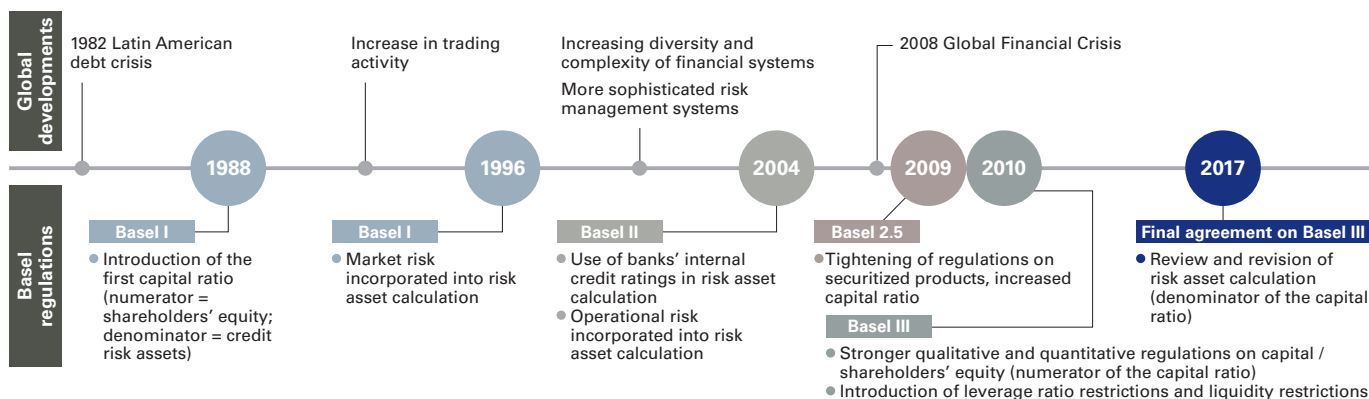 Global
developments
1982 Latin American
debt crisis
Increase in trading
activity
Increasing diversity and
complexity of financial systems
More sophisticated risk
management systems
2008 Global Financial Crisis
1988
1996
2004
2009
2010
2017
Basel
regulations
Basel I
Introduction of the
first capital ratio
(numerator =
shareholders’ equity;
denominator = credit
risk assets)
Basel I
Market risk
incorporated into risk
asset calculation
Basel II
Use of banks’ internal
credit ratings in risk asset
calculation
Operational risk
incorporated into risk
asset calculation
Basel 2.5
Tightening of regulations on
securitized products, increased
capital ratio
Basel III
Stronger qualitative and quantitative regulations on capital /
shareholders’ equity (numerator of the capital ratio)
Introduction of leverage ratio restrictions and liquidity restrictions
Final agreement on Basel III
Review and revision of
risk asset calculation
(denominator of the capital
ratio)